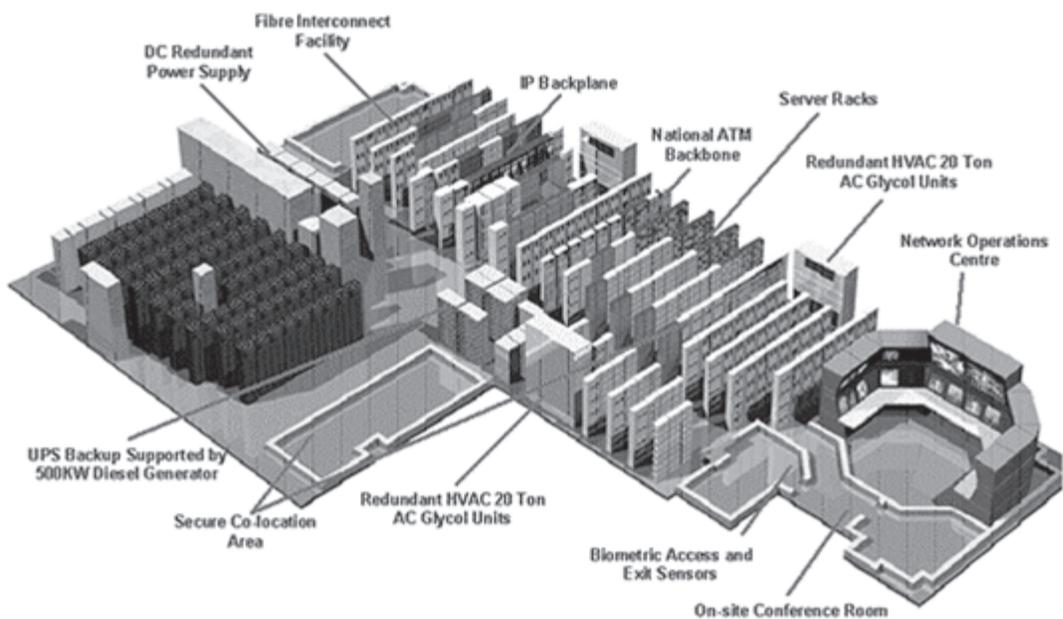 Fibre Interconnect
Facility
DC Redundant
Power Supply
IP Backplane
Server Racks
National ATM
Backbone
Redundant HVAC 20 Ton
AC Glycol Units
Network Operations
Centre
UPS Backup Supported by
500KW Diesel Generator
Secure Co-location
Area
Redundant HVAC 20 Ton
AC Glycol Units
Biometric Access and
Exit Sensors
On-site Conference Room